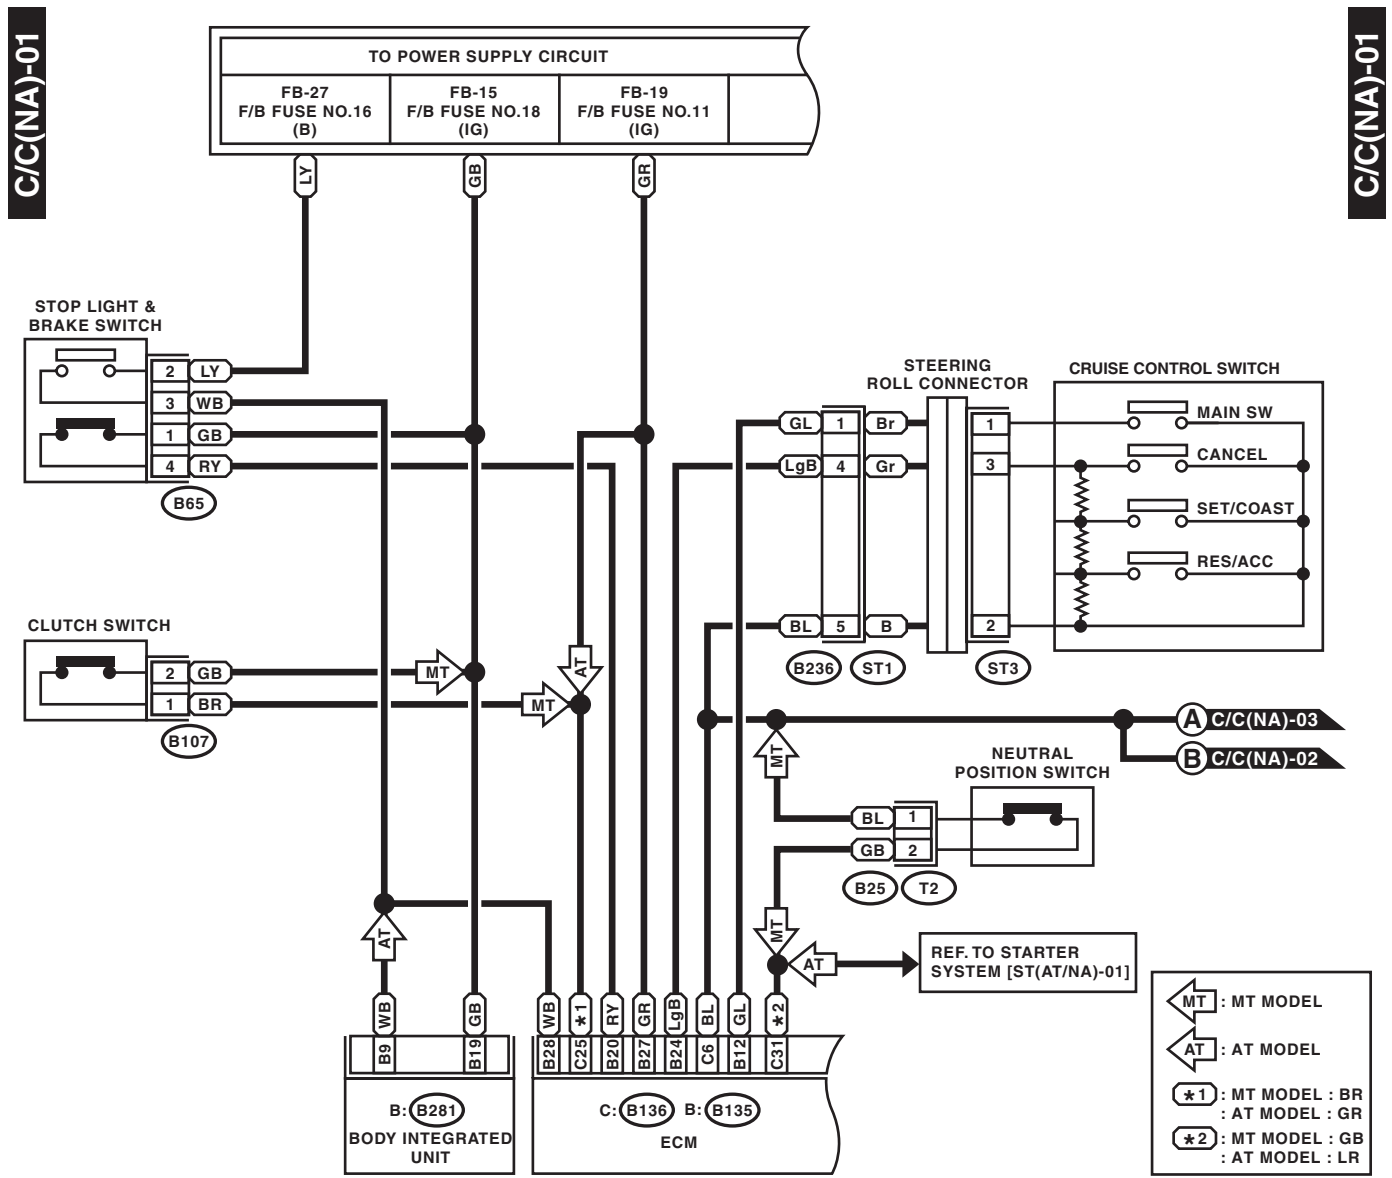 C/C(NA)-01
C/C(NA)-01
TO POWER SUPPLY CIRCUIT
FB-27
F/B FUSE NO.16
(B)
FB-15
F/B FUSE NO.18
(IG)
FB-19
F/B FUSE NO.11
(IG)
LY
GB
GR
STOP LIGHT &
BRAKE SWITCH
2 LY
3 WB
1 GB
4 RY
B65
STEERING
ROLL CONNECTOR
CRUISE CONTROL SWITCH
GL 1 Br
1
MAIN SW
LgB 4 Gr
3
CANCEL
SET/COAST
RES/ACC
BL 5 B
2
B236
ST1
ST3
CLUTCH SWITCH
2 GB
MT
1 BR
MT
AT
B107
A C/C(NA)-03
B C/C(NA)-02
MT
NEUTRAL
POSITION SWITCH
BL 1
GB 2
B25
T2
MT
AT
AT
REF. TO STARTER
SYSTEM [ST(AT/NA)-01]
WB
GB
WB
*1
RY
GR
LgB
BL
GL
*2
B9
B19
B28
C25
B20
B27
B24
C6
B12
C31
B: B281
BODY INTEGRATED
UNIT
C: B136 B: B135
ECM
MT : MT MODEL
AT : AT MODEL
*1 : MT MODEL : BR
: AT MODEL : GR
*2 : MT MODEL : GB
: AT MODEL : LR